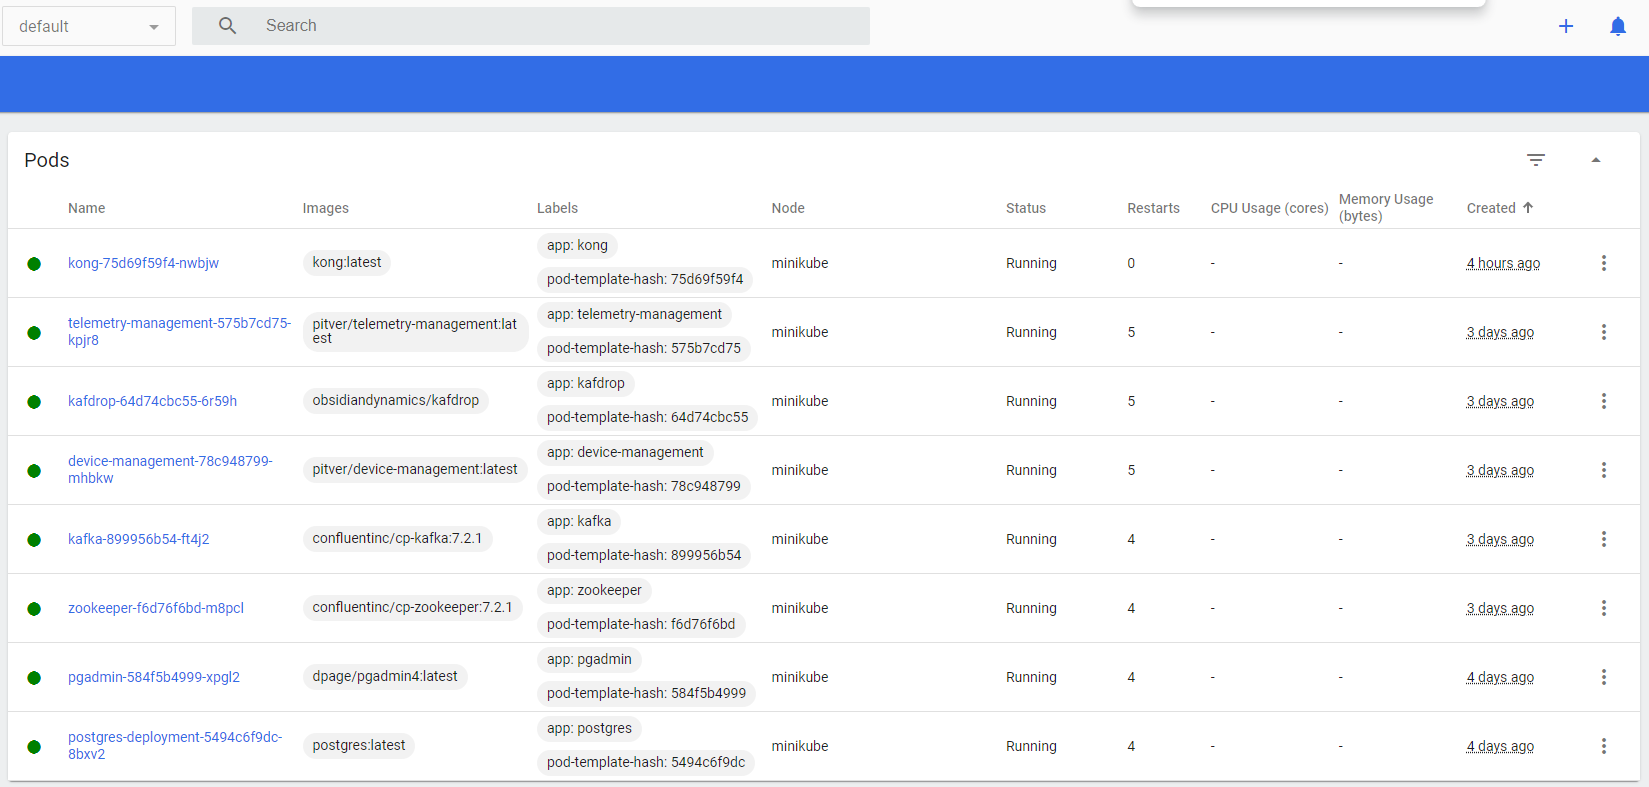 default
Search
Pods
Name Images Labels Node Status Restarts CPU Usage (cores) Memory Usage (bytes) Created
kong-75d69f59f4-nwbjw kong:latest app: kong pod-template-hash: 75d69f59f4 minikube Running 0 - - 4 hours ago
telemetry-management-575b7cd75-kpjr8 pitver/telemetry-management:latest app: telemetry-management pod-template-hash: 575b7cd75 minikube Running 5 - - 3 days ago
kafdrop-64d74cbc55-6r59h obsidiandynamics/kafdrop app: kafdrop pod-template-hash: 64d74cbc55 minikube Running 5 - - 3 days ago
device-management-78c948799-mhbkw pitver/device-management:latest app: device-management pod-template-hash: 78c948799 minikube Running 5 - - 3 days ago
kafka-899956b54-ft4j2 confluentinc/cp-kafka:7.2.1 app: kafka pod-template-hash: 899956b54 minikube Running 4 - - 3 days ago
zookeeper-f6d76f6bd-m8pcl confluentinc/cp-zookeeper:7.2.1 app: zookeeper pod-template-hash: f6d76f6bd minikube Running 4 - - 3 days ago
pgadmin-584f5b4999-xpgl2 dpage/pgadmin4:latest app: pgadmin pod-template-hash: 584f5b4999 minikube Running 4 - - 4 days ago
postgres-deployment-5494c6f9dc-8bxv2 postgres:latest app: postgres pod-template-hash: 5494c6f9dc minikube Running 4 - - 4 days ago